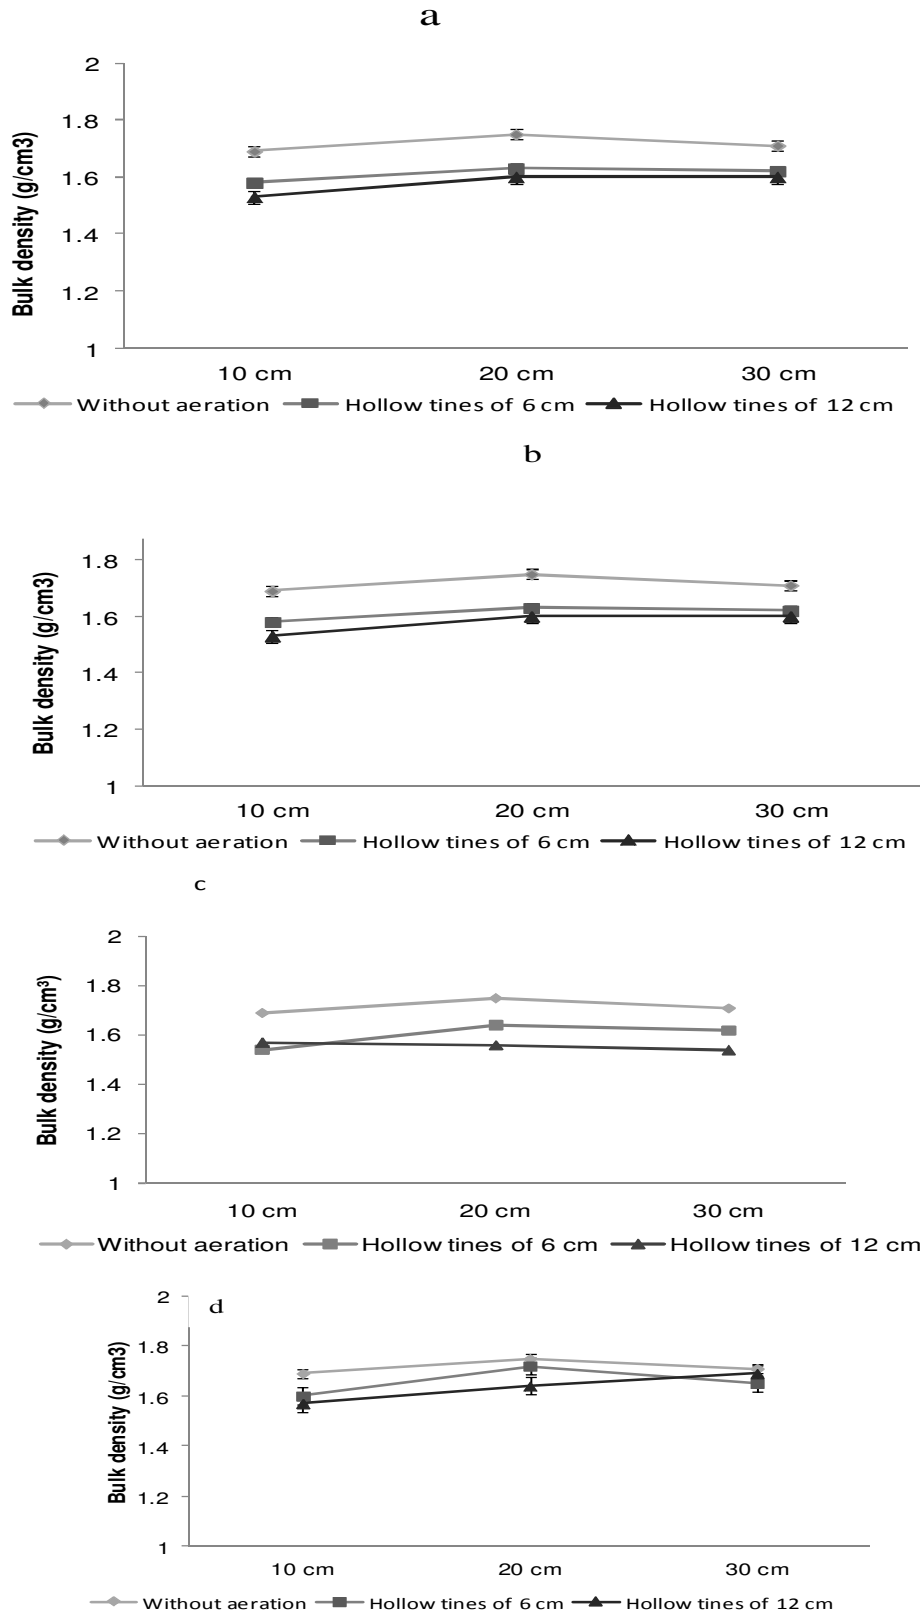 a
2
1.8
1.6
1.4
1.2
1
Bulk density (g/cm3)
10 cm 20 cm 30 cm
Without aeration Hollow tines of 6 cm Hollow tines of 12 cm
b
1.8
1.6
1.4
1.2
1
Bulk density (g/cm3)
10 cm 20 cm 30 cm
Without aeration Hollow tines of 6 cm Hollow tines of 12 cm
c
2
1.8
1.6
1.4
1.2
1
Bulk density (g/cm³)
10 cm 20 cm 30 cm
Without aeration Hollow tines of 6 cm Hollow tines of 12 cm
d
2
1.8
1.6
1.4
1.2
1
Bulk density (g/cm3)
10 cm 20 cm 30 cm
Without aeration Hollow tines of 6 cm Hollow tines of 12 cm